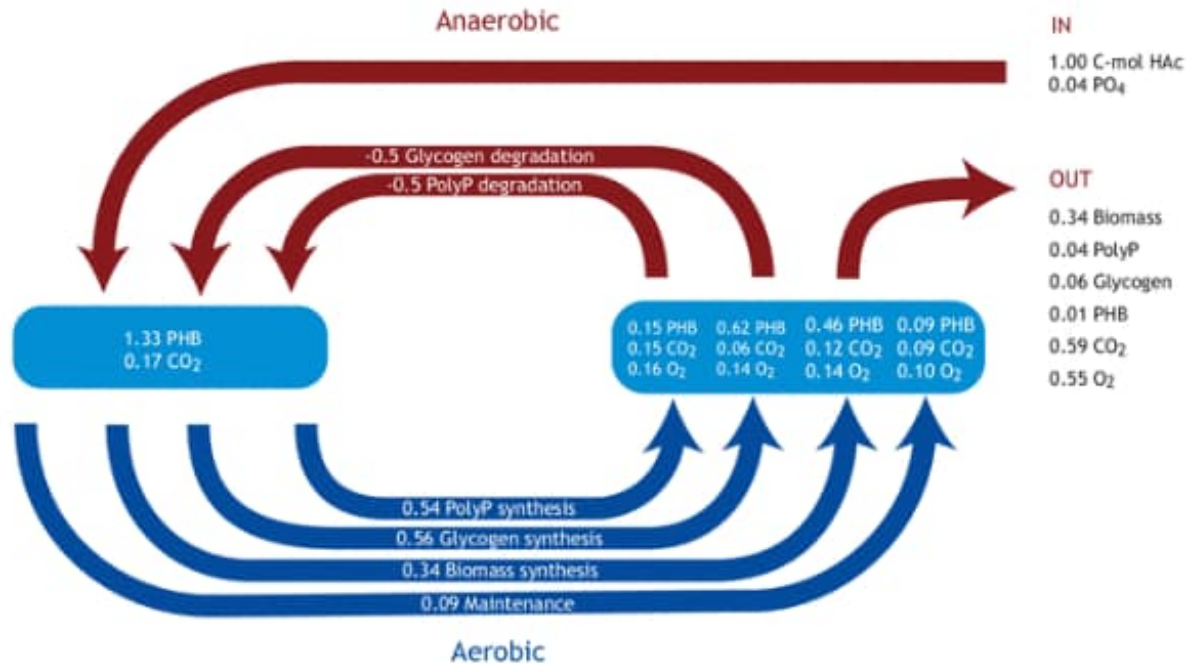 Anaerobic
IN
1.00 C-mol HAc
0.04 PO₄
-0.5 Glycogen degradation
-0.5 PolyP degradation
OUT
0.34 Biomass
0.04 PolyP
0.06 Glycogen
0.01 PHB
0.59 CO₂
0.55 O₂
1.33 PHB
0.17 CO₂
0.15 PHB 0.62 PHB 0.46 PHB 0.09 PHB
0.15 CO₂ 0.06 CO₂ 0.12 CO₂ 0.09 CO₂
0.16 O₂ 0.14 O₂ 0.14 O₂ 0.10 O₂
0.54 PolyP synthesis
0.56 Glycogen synthesis
0.34 Biomass synthesis
0.09 Maintenance
Aerobic